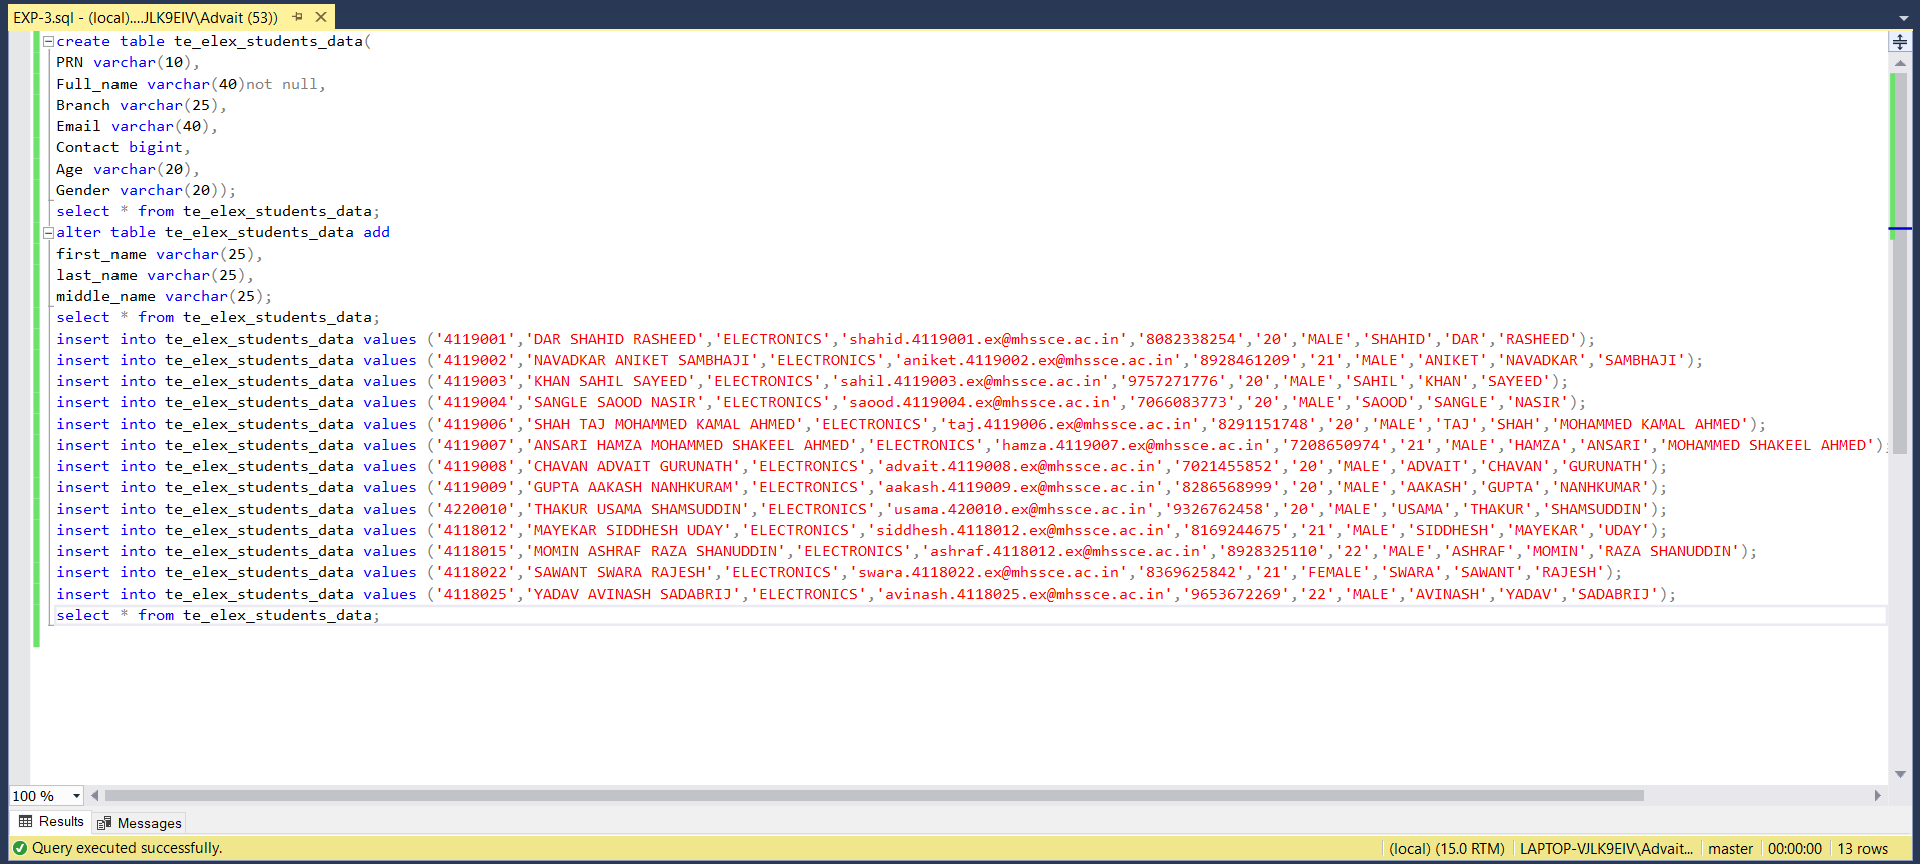 EXP-3.sql - (local)....JLK9EIV\Advait (53))
create table te_elex_students_data(
PRN varchar(10),
Full_name varchar(40)not null,
Branch varchar(25),
Email varchar(40),
Contact bigint,
Age varchar(20),
Gender varchar(20));
select * from te_elex_students_data;
alter table te_elex_students_data add
first_name varchar(25),
last_name varchar(25),
middle_name varchar(25);
select * from te_elex_students_data;
insert into te_elex_students_data values ('4119001','DAR SHAHID RASHEED','ELECTRONICS','shahid.4119001.ex@mhssce.ac.in','8082338254','20','MALE','SHAHID','DAR','RASHEED');
insert into te_elex_students_data values ('4119002','NAVADKAR ANIKET SAMBHAJI','ELECTRONICS','aniket.4119002.ex@mhssce.ac.in','8928461209','21','MALE','ANIKET','NAVADKAR','SAMBHAJI');
insert into te_elex_students_data values ('4119003','KHAN SAHIL SAYEED','ELECTRONICS','sahil.4119003.ex@mhssce.ac.in','9757271776','20','MALE','SAHIL','KHAN','SAYEED');
insert into te_elex_students_data values ('4119004','SANGLE SAOOD NASIR','ELECTRONICS','saood.4119004.ex@mhssce.ac.in','7066083773','20','MALE','SAOOD','SANGLE','NASIR');
insert into te_elex_students_data values ('4119006','SHAH TAJ MOHAMMED KAMAL AHMED','ELECTRONICS','taj.4119006.ex@mhssce.ac.in','8291151748','20','MALE','TAJ','SHAH','MOHAMMED KAMAL AHMED');
insert into te_elex_students_data values ('4119007','ANSARI HAMZA MOHAMMED SHAKEEL AHMED','ELECTRONICS','hamza.4119007.ex@mhssce.ac.in','7208650974','21','MALE','HAMZA','ANSARI','MOHAMMED SHAKEEL AHMED');
insert into te_elex_students_data values ('4119008','CHAVAN ADVAIT GURUNATH','ELECTRONICS','advait.4119008.ex@mhssce.ac.in','7021455852','20','MALE','ADVAIT','CHAVAN','GURUNATH');
insert into te_elex_students_data values ('4119009','GUPTA AAKASH NANHKURAM','ELECTRONICS','aakash.4119009.ex@mhssce.ac.in','8286568999','20','MALE','AAKASH','GUPTA','NANHKUMAR');
insert into te_elex_students_data values ('4220010','THAKUR USAMA SHAMSUDDIN','ELECTRONICS','usama.420010.ex@mhssce.ac.in','9326762458','20','MALE','USAMA','THAKUR','SHAMSUDDIN');
insert into te_elex_students_data values ('4118012','MAYEKAR SIDDHESH UDAY','ELECTRONICS','siddhesh.4118012.ex@mhssce.ac.in','8169244675','21','MALE','SIDDHESH','MAYEKAR','UDAY');
insert into te_elex_students_data values ('4118015','MOMIN ASHRAF RAZA SHANUDDIN','ELECTRONICS','ashraf.4118012.ex@mhssce.ac.in','8928325110','22','MALE','ASHRAF','MOMIN','RAZA SHANUDDIN');
insert into te_elex_students_data values ('4118022','SAWANT SWARA RAJESH','ELECTRONICS','swara.4118022.ex@mhssce.ac.in','8369625842','21','FEMALE','SWARA','SAWANT','RAJESH');
insert into te_elex_students_data values ('4118025','YADAV AVINASH SADABRIJ','ELECTRONICS','avinash.4118025.ex@mhssce.ac.in','9653672269','22','MALE','AVINASH','YADAV','SADABRIJ');
select * from te_elex_students_data;
100 %
Results Messages
Query executed successfully. (local) (15.0 RTM) LAPTOP-VJLK9EIV\Advait... master 00:00:00 13 rows